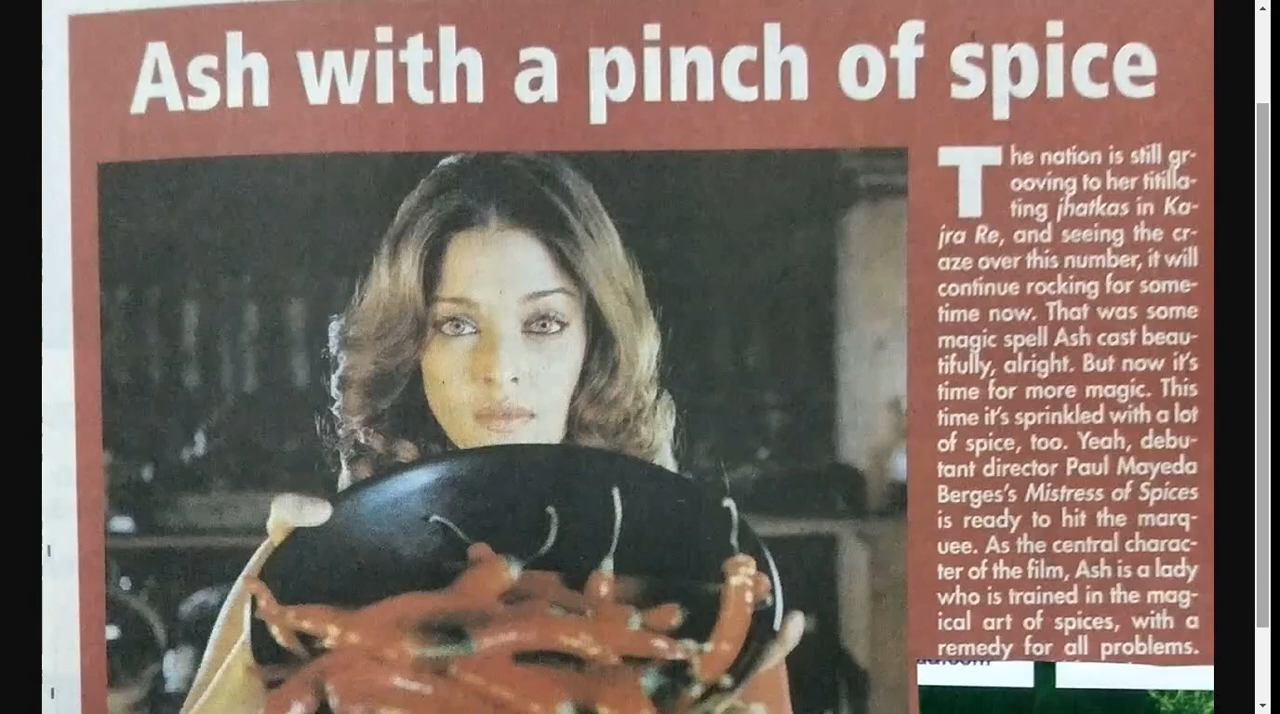 Ash with a pinch of spice
The nation is still gr-
ooving to her titilla-
ting jhatkas in Ka-
jra Re, and seeing the cr-
aze over this number, it will
continue rocking for some-
time now. That was some
magic spell Ash cast beau-
tifully, alright. But now it's
time for more magic. This
time it's sprinkled with a lot
of spice, too. Yeah, debu-
tant director Paul Mayeda
Berges's Mistress of Spices
is ready to hit the marq-
uee. As the central charac-
ter of the film, Ash is a lady
who is trained in the mag-
ical art of spices, with a
remedy for all problems.